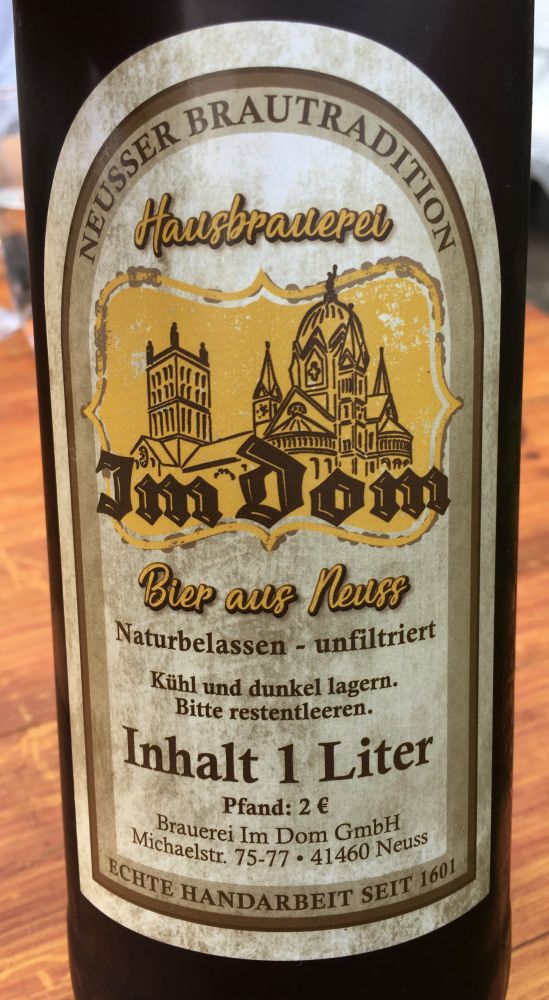 NEUSSER BRAUTRADITION
Hausbrauerei
Im Dom
Bier aus Neuss
Naturbelassen - unfiltriert
Kühl und dunkel lagern.
Bitte restentleeren.
Inhalt 1 Liter
Pfand: 2 €
Brauerei Im Dom GmbH
Michaelstr. 75-77 • 41460 Neuss
ECHTE HANDARBEIT SEIT 1601